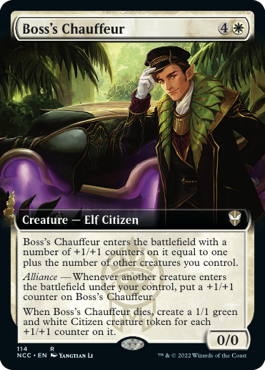 Boss's Chauffeur 4
Creature — Elf Citizen
Boss's Chauffeur enters the battlefield with a
number of +1/+1 counters on it equal to one
plus the number of other creatures you control.
Alliance — Whenever another creature
enters the battlefield under your control, put a +1/+1
counter on Boss's Chauffeur.
When Boss's Chauffeur dies, create a 1/1 green
and white Citizen creature token for each
+1/+1 counter on it.
0/0
114 R
NCC • EN YANGTIAN LI
™ & © 2022 Wizards of the Coast